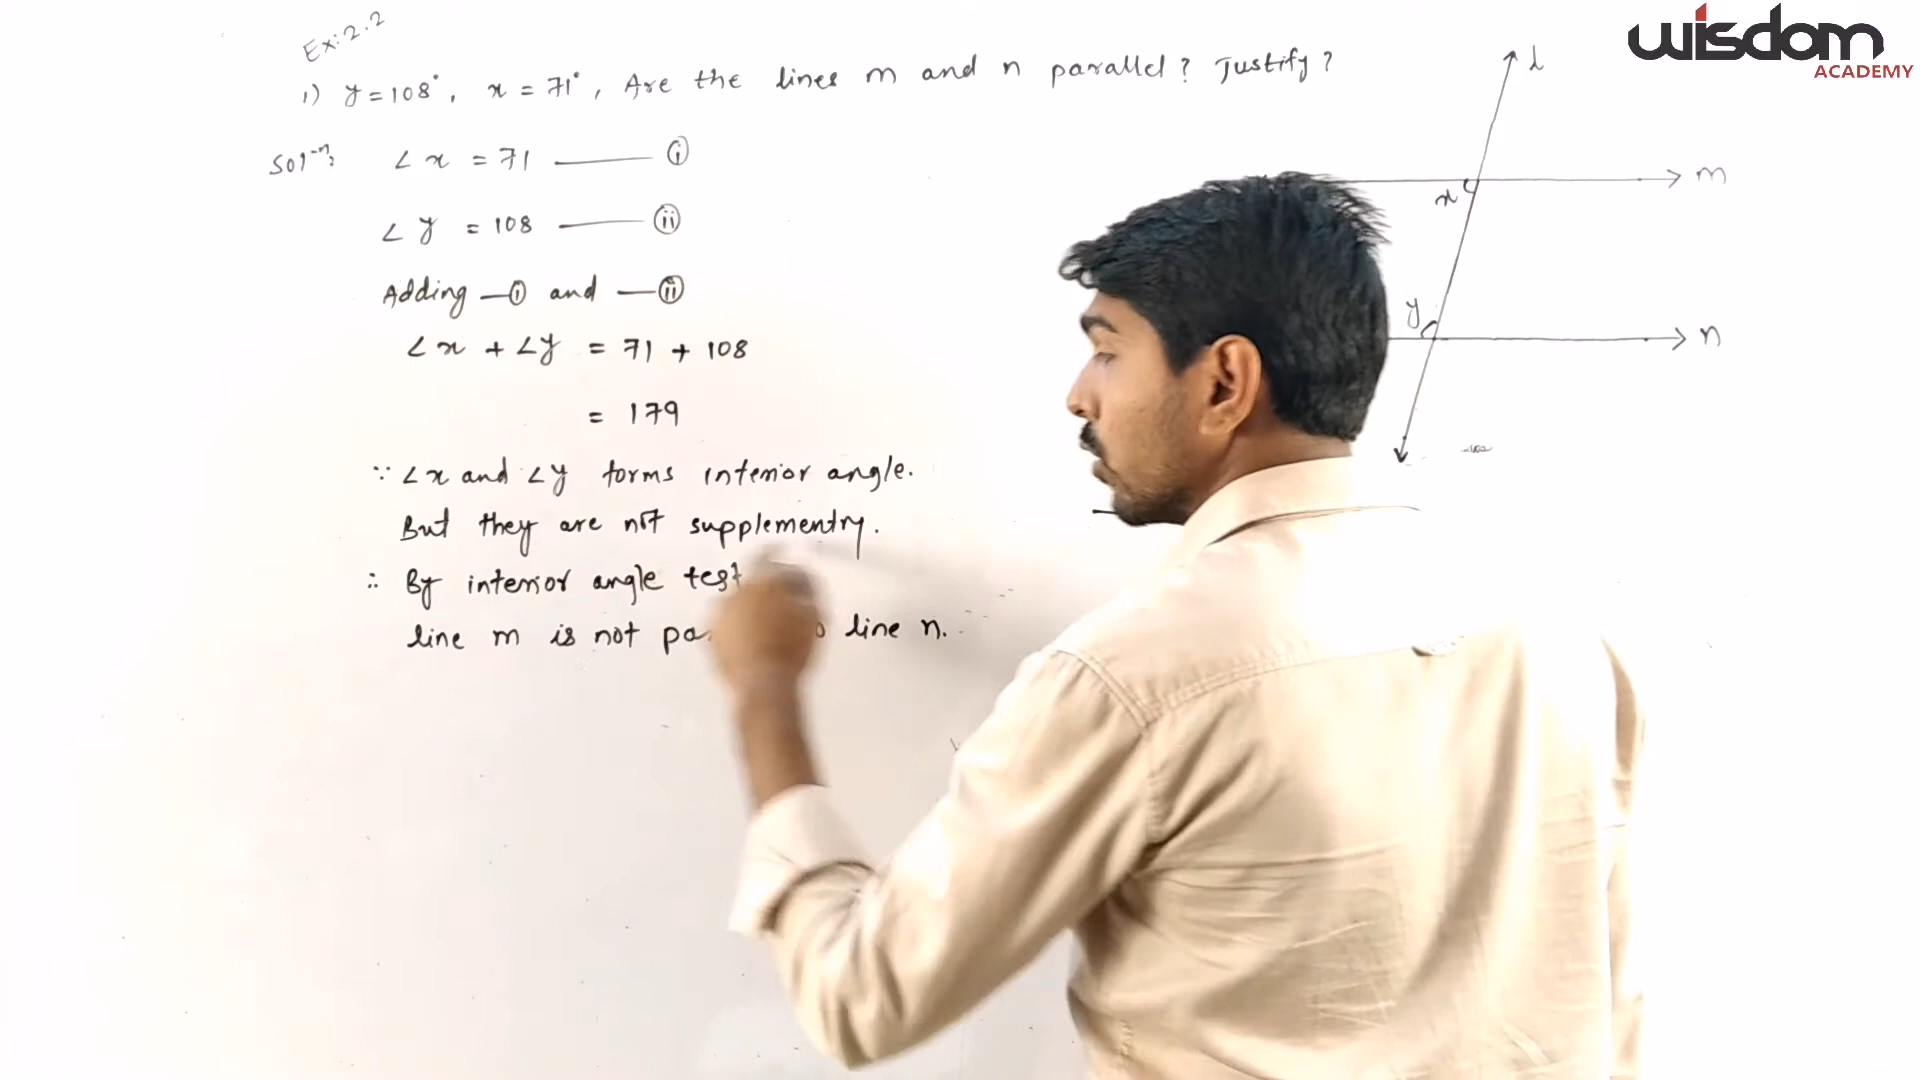 wisdom
ACADEMY
Ex: 2.2
1) y = 108°, x = 71°, Are the lines m and n parallel? Justify?
Sol-n:
∠x = 71 —— (i)
∠y = 108 —— (ii)
Adding —(i) and —(ii)
∠x + ∠y = 71 + 108
= 179
∵ ∠x and ∠y forms interior angle.
But they are not supplementry.
∴ By interior angle test
line m is not line n.
l
m
x
y
n